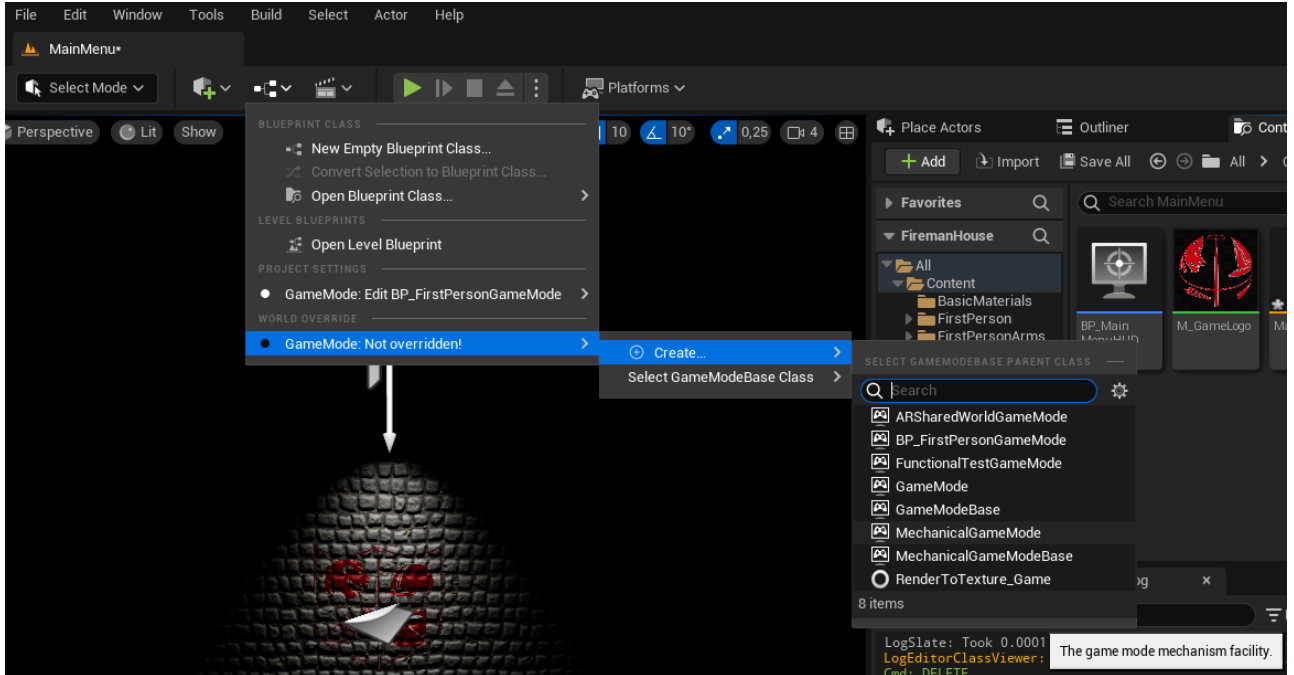 File Edit Window Tools Build Select Actor Help
MainMenu*
Select Mode Platforms
Perspective Lit Show
10 10° 0,25 4
BLUEPRINT CLASS
New Empty Blueprint Class...
Convert Selection to Blueprint Class...
Open Blueprint Class...
LEVEL BLUEPRINTS
Open Level Blueprint
PROJECT SETTINGS
GameMode: Edit BP_FirstPersonGameMode
WORLD OVERRIDE
GameMode: Not overridden!
Create...
Select GameModeBase Class
Place Actors Outliner Cont
Add Import Save All All
Favorites Search MainMenu
FiremanHouse
All
Content
BasicMaterials
FirstPerson
FirstPersonArms
BP_Main
MenuHUD
M_GameLogo
SELECT GAMEMODEBASE PARENT CLASS
Search
ARSharedWorldGameMode
BP_FirstPersonGameMode
FunctionalTestGameMode
GameMode
GameModeBase
MechanicalGameMode
MechanicalGameModeBase
RenderToTexture_Game
8 items
LogSlate: Took 0.0001
LogEditorClassViewer:
Cmd: DELETE
The game mode mechanism facility.